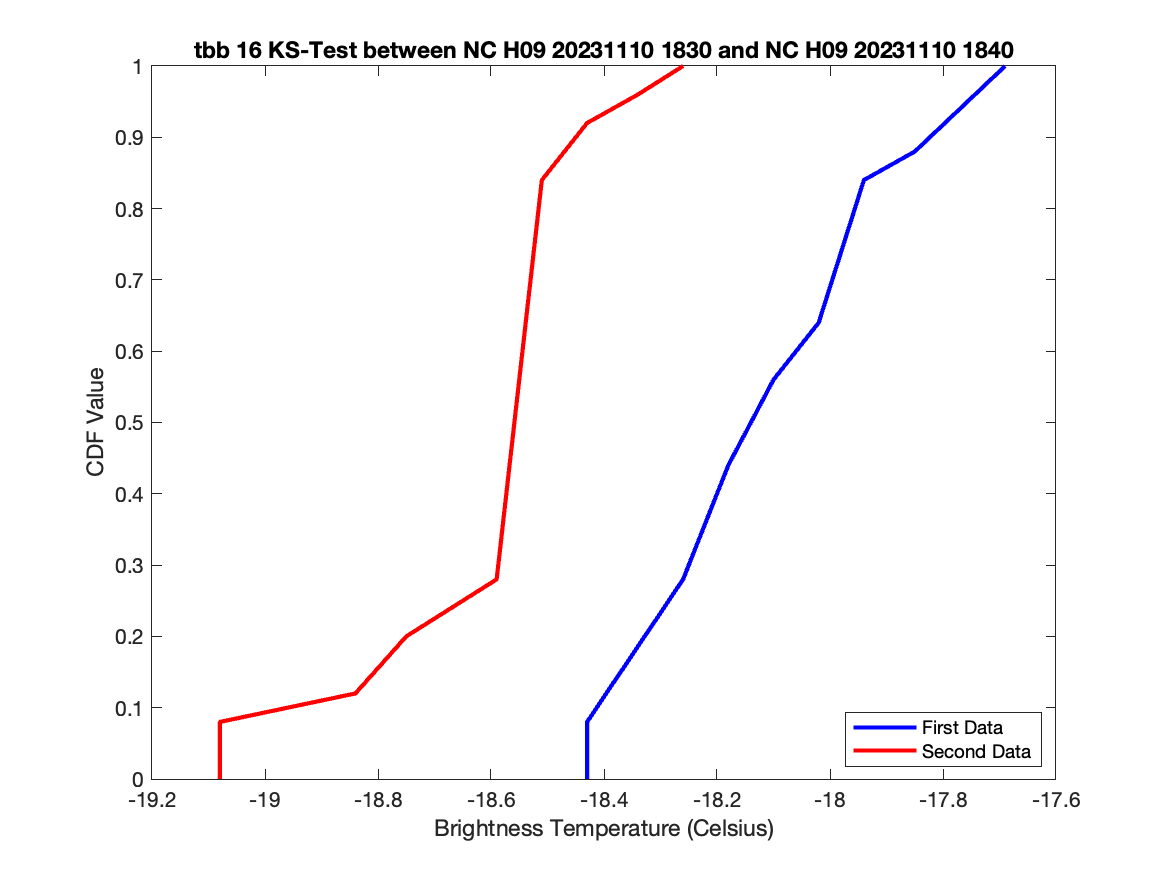 tbb 16 KS-Test between NC H09 20231110 1830 and NC H09 20231110 1840
1
0.9
0.8
0.7
0.6
0.5
0.4
0.3
0.2
0.1
0
CDF Value
First Data
Second Data
-19.2 -19 -18.8 -18.6 -18.4 -18.2 -18 -17.8 -17.6
Brightness Temperature (Celsius)